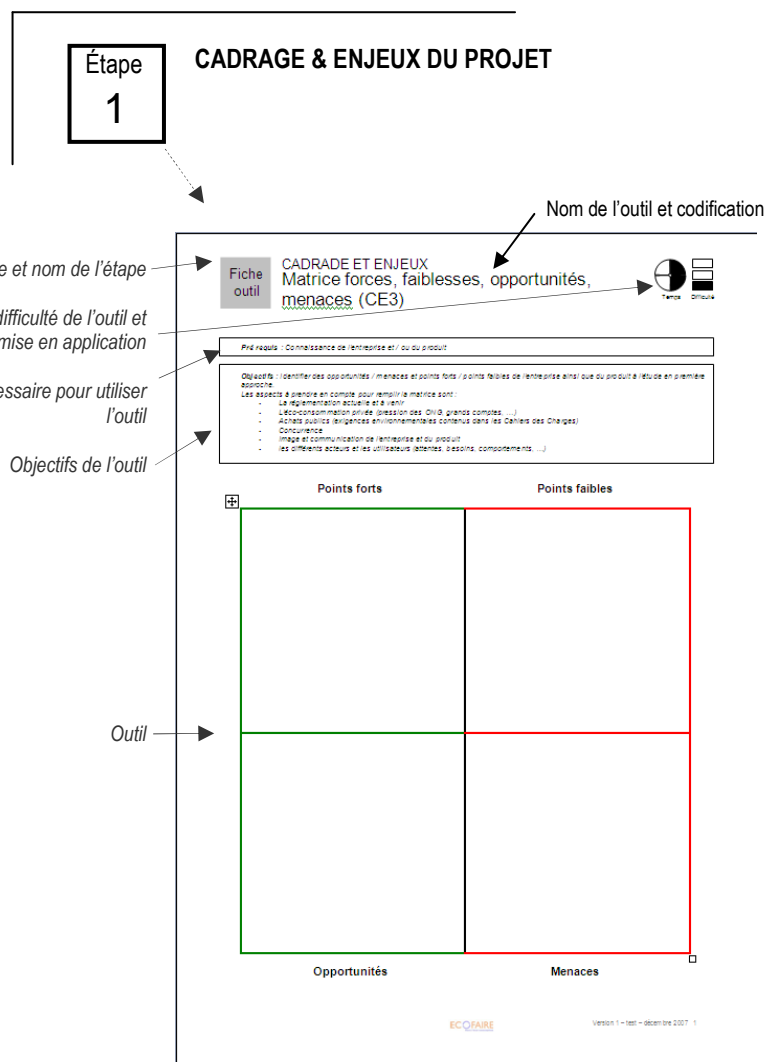 Étape
1
CADRAGE & ENJEUX DU PROJET
Nom de l'outil et codification
e et nom de l'étape
Fiche
outil
CADRADE ET ENJEUX
Matrice forces, faiblesses, opportunités,
menaces (CE3)
Temps
Difficulté
difficulté de l'outil et
mise en application
Pré requis : Connaissance de l'entreprise et / ou du produit
essaire pour utiliser
l'outil
Objectifs : Identifier des opportunités / menaces et points forts / points faibles de l'entreprise ainsi que du produit à l'étude en première
approche.
Les aspects à prendre en compte pour remplir la matrice sont :
- La réglementation actuelle et à venir
- L'éco-consommation privée (pression des ONG, grands comptes, ...)
- Achats publics (exigences environnementales contenus dans les Cahiers des Charges)
- Concurrence
- Image et communication de l'entreprise et du produit
- les différents acteurs et les utilisateurs (attentes, besoins, comportements, ...)
Objectifs de l'outil
Points forts
Points faibles
Outil
Opportunités
Menaces
ECOFAIRE
Version 1 – test – décembre 2007 1